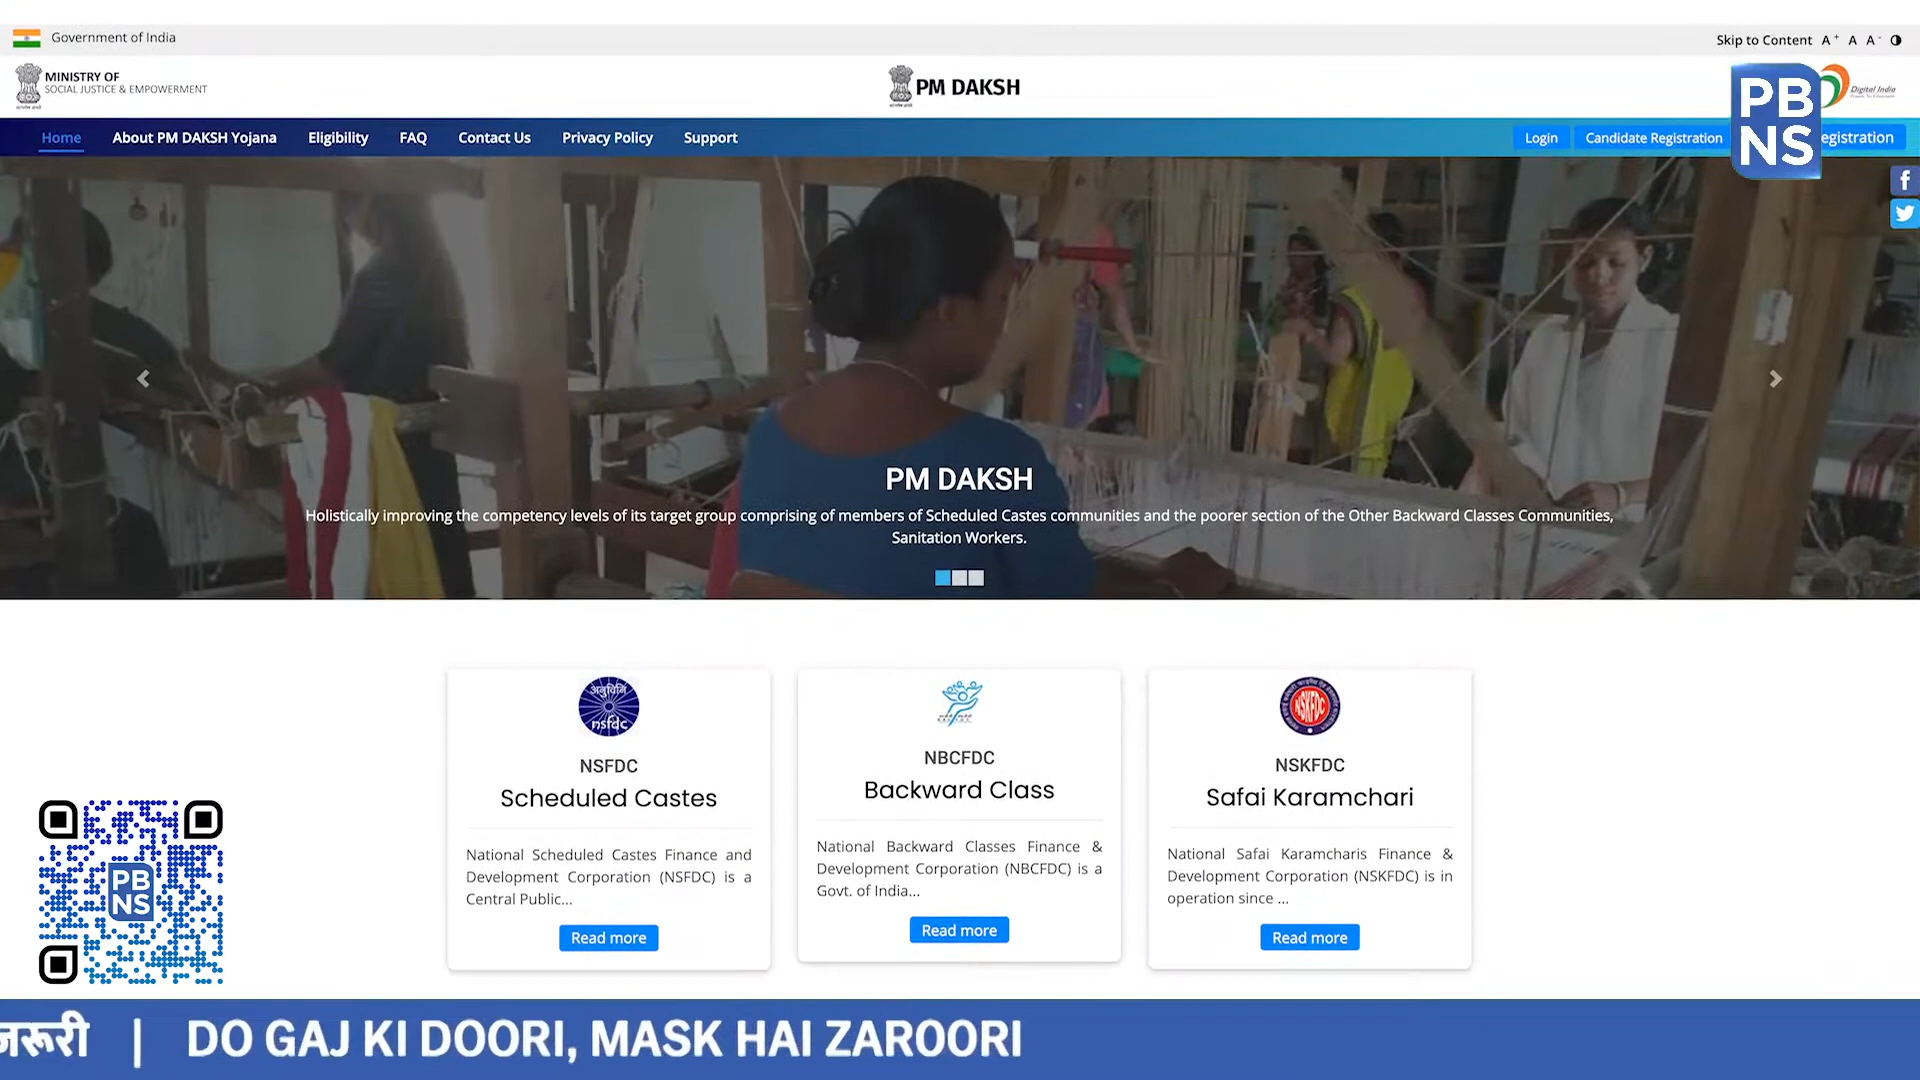 Government of India
Skip to Content A+ A A-
MINISTRY OF
SOCIAL JUSTICE & EMPOWERMENT
PM DAKSH
Digital India
PB
NS
Home About PM DAKSH Yojana Eligibility FAQ Contact Us Privacy Policy Support
Login Candidate Registration egistration
PM DAKSH
Holistically improving the competency levels of its target group comprising of members of Scheduled Castes communities and the poorer section of the Other Backward Classes Communities,
Sanitation Workers.
अनुविनि
nsfdc
NSFDC
Scheduled Castes
National Scheduled Castes Finance and
Development Corporation (NSFDC) is a
Central Public...
Read more
NBCFDC
Backward Class
National Backward Classes Finance &
Development Corporation (NBCFDC) is a
Govt. of India...
Read more
NSKFDC
NSKFDC
Safai Karamchari
National Safai Karamcharis Finance &
Development Corporation (NSKFDC) is in
operation since ...
Read more
PB
NS
जरूरी | DO GAJ KI DOORI, MASK HAI ZAROORI